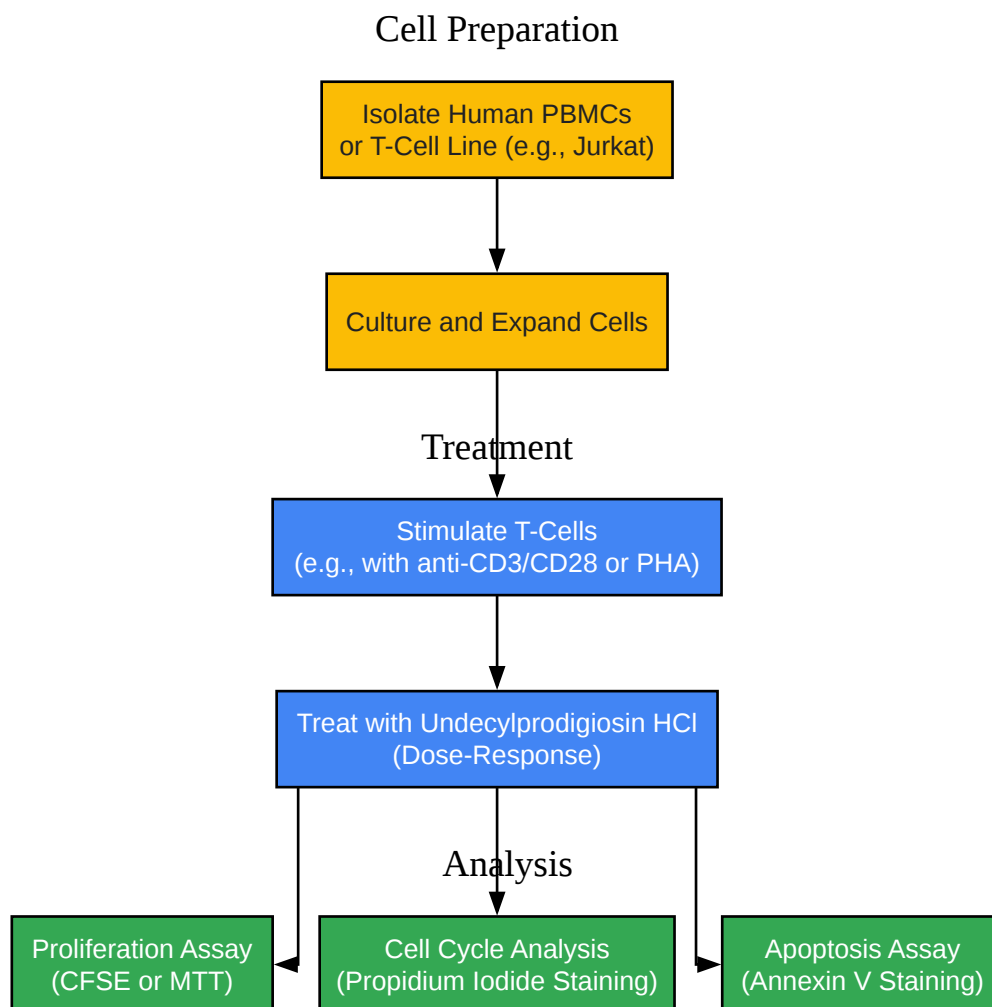 Cell Preparation
Isolate Human PBMCs
or T-Cell Line (e.g., Jurkat)
Culture and Expand Cells
Treatment
Stimulate T-Cells
(e.g., with anti-CD3/CD28 or PHA)
Treat with Undecylprodigiosin HCl
(Dose-Response)
Analysis
Proliferation Assay
(CFSE or MTT)
Cell Cycle Analysis
(Propidium Iodide Staining)
Apoptosis Assay
(Annexin V Staining)